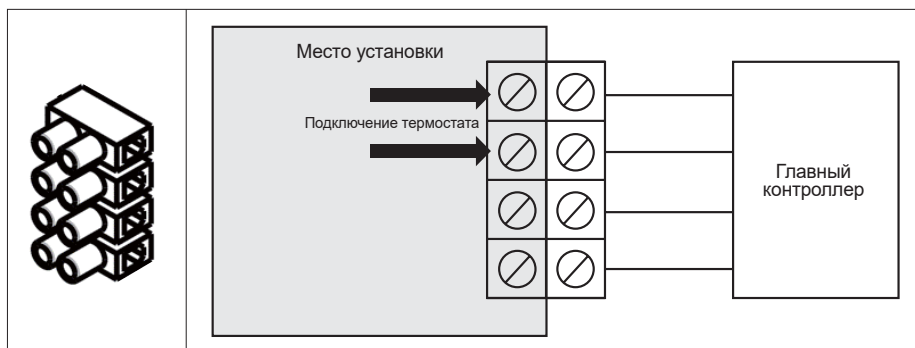 Место установки
Подключение термостата
Главный
контроллер